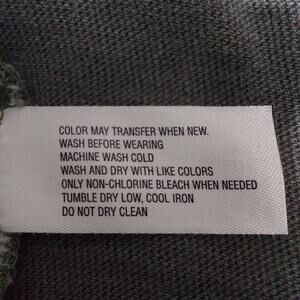 COLOR MAY TRANSFER WHEN NEW.
WASH BEFORE WEARING
MACHINE WASH COLD
WASH AND DRY WITH LIKE COLORS
ONLY NON-CHLORINE BLEACH WHEN NEEDED
TUMBLE DRY LOW, COOL IRON
DO NOT DRY CLEAN